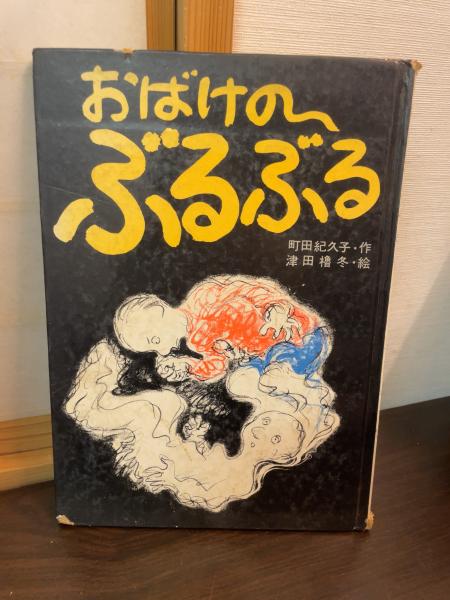 おばけの
ぶるぶる
町田紀久子・作
津田櫓冬・絵